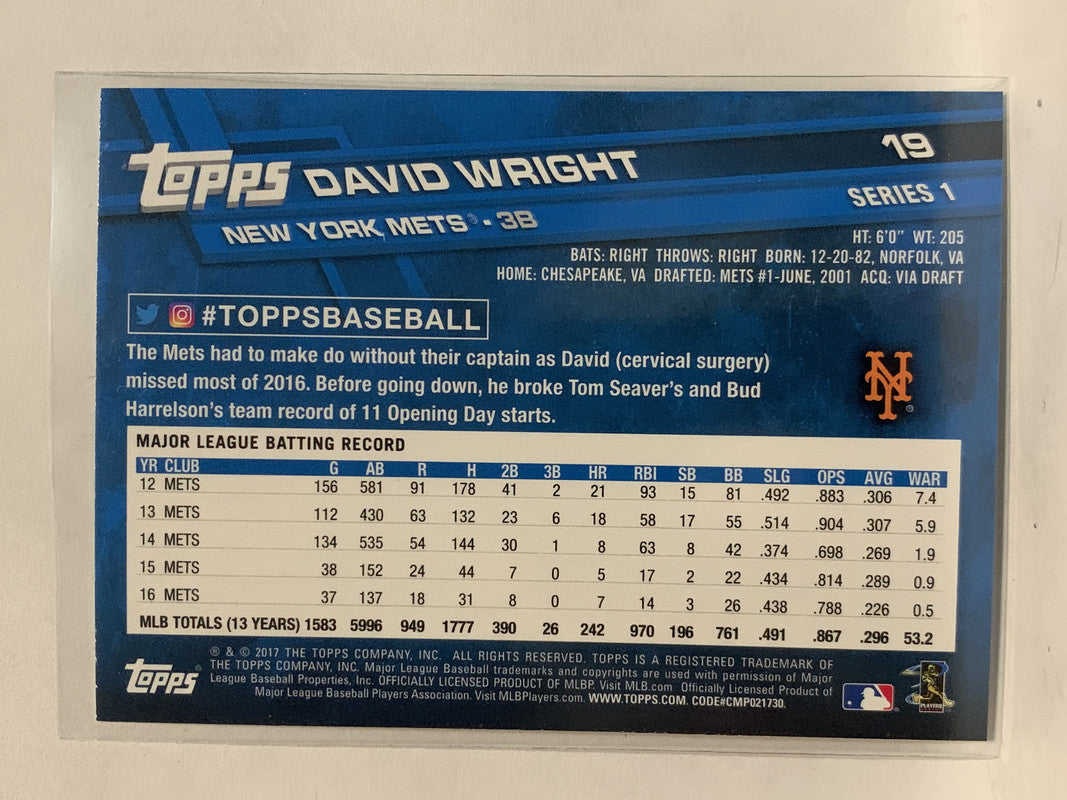 TOPPS DAVID WRIGHT 19
NEW YORK METS® - 3B SERIES 1
HT: 6'0" WT: 205
BATS: RIGHT THROWS: RIGHT BORN: 12-20-82, NORFOLK, VA
HOME: CHESAPEAKE, VA DRAFTED: METS #1-JUNE, 2001 ACQ: VIA DRAFT
#TOPPSBASEBALL
The Mets had to make do without their captain as David (cervical surgery)
missed most of 2016. Before going down, he broke Tom Seaver's and Bud
Harrelson's team record of 11 Opening Day starts.
NY ®
MAJOR LEAGUE BATTING RECORD
YR CLUB G AB R H 2B 3B HR RBI SB BB SLG OPS AVG WAR
12 METS 156 581 91 178 41 2 21 93 15 81 .492 .883 .306 7.4
13 METS 112 430 63 132 23 6 18 58 17 55 .514 .904 .307 5.9
14 METS 134 535 54 144 30 1 8 63 8 42 .374 .698 .269 1.9
15 METS 38 152 24 44 7 0 5 17 2 22 .434 .814 .289 0.9
16 METS 37 137 18 31 8 0 7 14 3 26 .438 .788 .226 0.5
MLB TOTALS (13 YEARS) 1583 5996 949 1777 390 26 242 970 196 761 .491 .867 .296 53.2
TOPPS®
® & © 2017 THE TOPPS COMPANY, INC. ALL RIGHTS RESERVED. TOPPS IS A REGISTERED TRADEMARK OF
THE TOPPS COMPANY, INC. Major League Baseball trademarks and copyrights are used with permission of Major
League Baseball Properties, Inc. OFFICIALLY LICENSED PRODUCT OF MLBP. Visit MLB.com Officially Licensed Product of
Major League Baseball Players Association. Visit MLBPlayers.com. WWW.TOPPS.COM. CODE#CMP021730.
PLAYERS